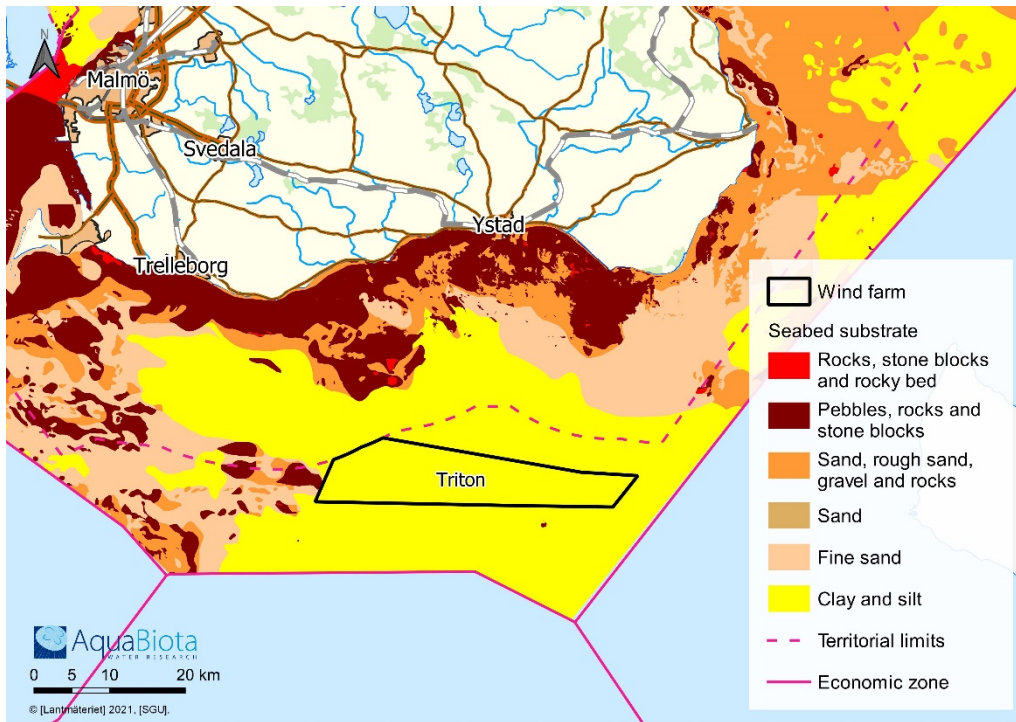 N
Malmö
Svedala
Ystad
Trelleborg
Triton
Wind farm
Seabed substrate
Rocks, stone blocks
and rocky bed
Pebbles, rocks and
stone blocks
Sand, rough sand,
gravel and rocks
Sand
Fine sand
Clay and silt
Territorial limits
Economic zone
AquaBiota
WATER RESEARCH
0 5 10 20 km
© [Lantmäteriet] 2021, [SGU].